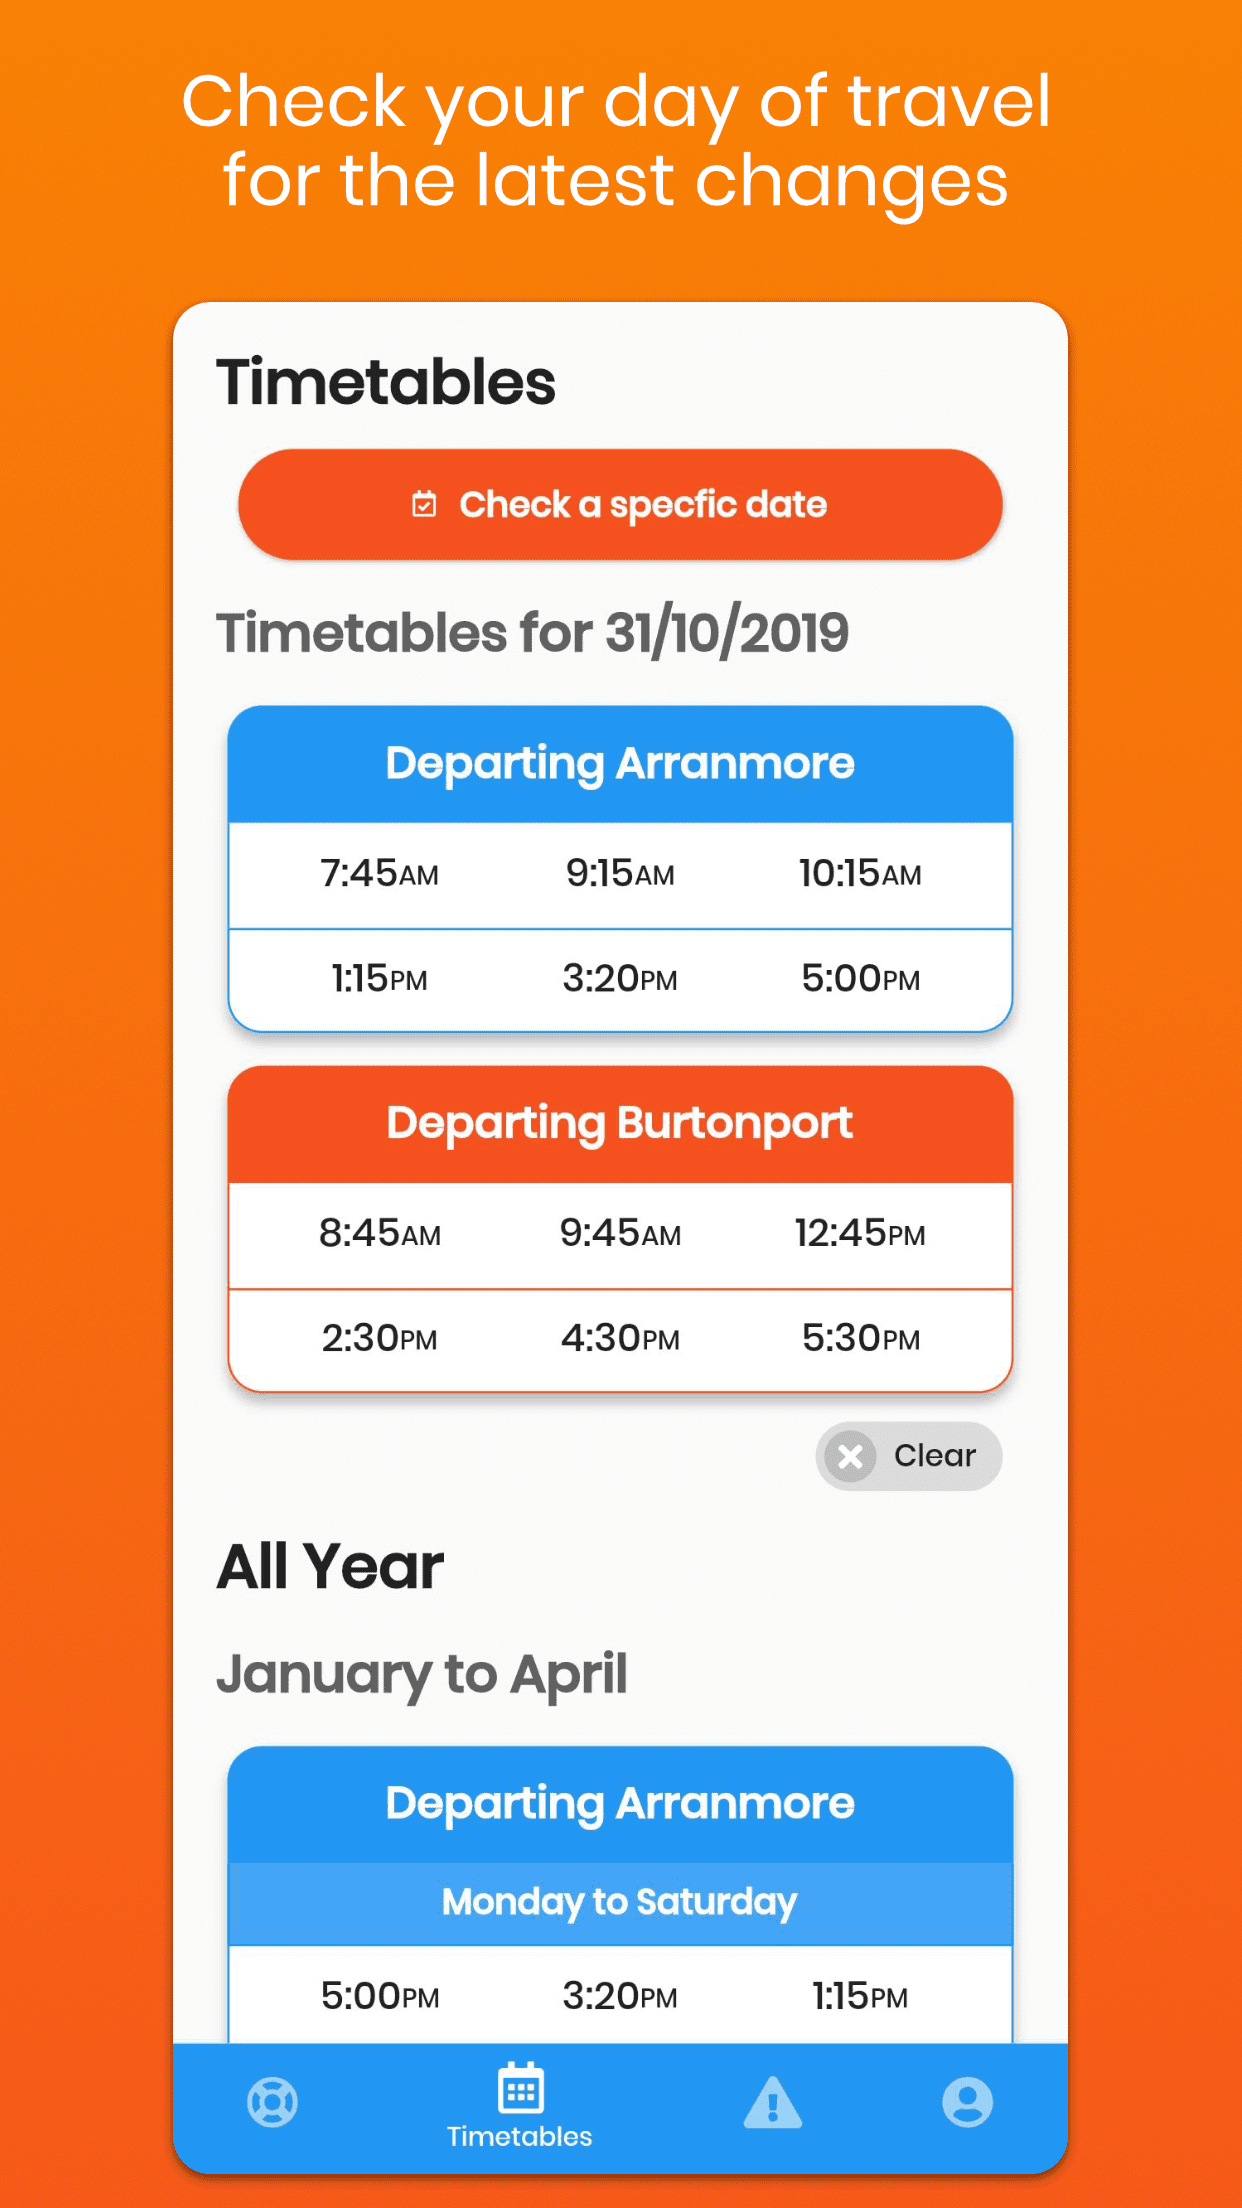 Check your day of travel
for the latest changes
Timetables
Check a specfic date
Timetables for 31/10/2019
Departing Arranmore
7:45AM 9:15AM 10:15AM
1:15PM 3:20PM 5:00PM
Departing Burtonport
8:45AM 9:45AM 12:45PM
2:30PM 4:30PM 5:30PM
Clear
All Year
January to April
Departing Arranmore
Monday to Saturday
5:00PM 3:20PM 1:15PM
Timetables